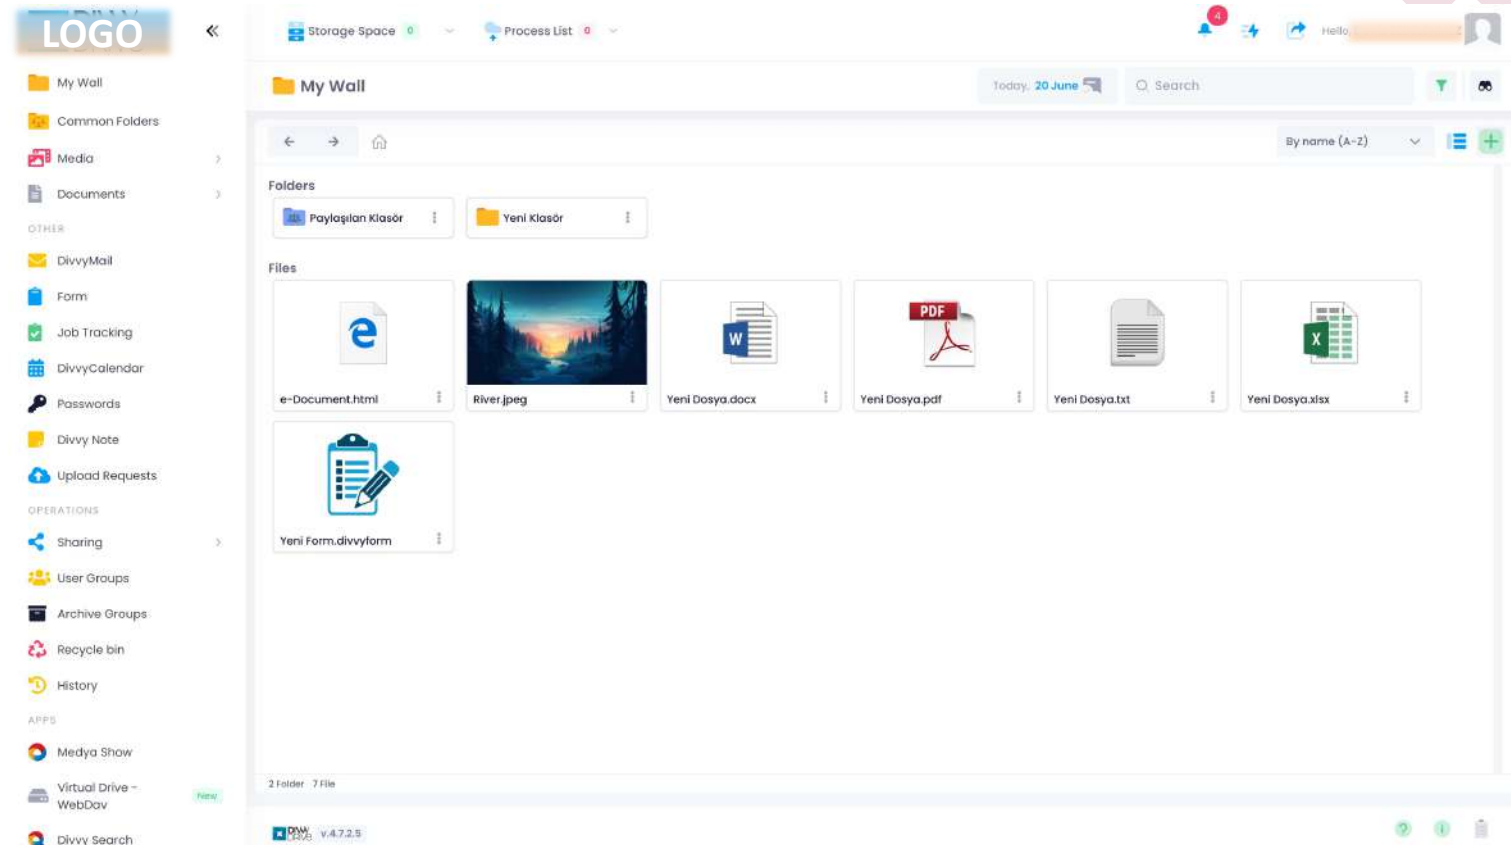 LOGO
Storage Space 0
Process List 0
4
Hello,
My Wall
Common Folders
Media
Documents
OTHER
DivvyMail
Form
Job Tracking
DivvyCalendar
Passwords
Divvy Note
Upload Requests
OPERATIONS
Sharing
User Groups
Archive Groups
Recycle bin
History
APPS
Medya Show
Virtual Drive -
WebDav
New
Divvy Search
My Wall
Today, 20 June
Search
By name (A-Z)
Folders
Paylaşılan Klasör
Yeni Klasör
Files
PDF
W
X
e-Document.html
River.jpeg
Yeni Dosya.docx
Yeni Dosya.pdf
Yeni Dosya.txt
Yeni Dosya.xlsx
Yeni Form.divvyform
2 Folder 7 File
DIVVY
DRIVE
v.4.7.2.5